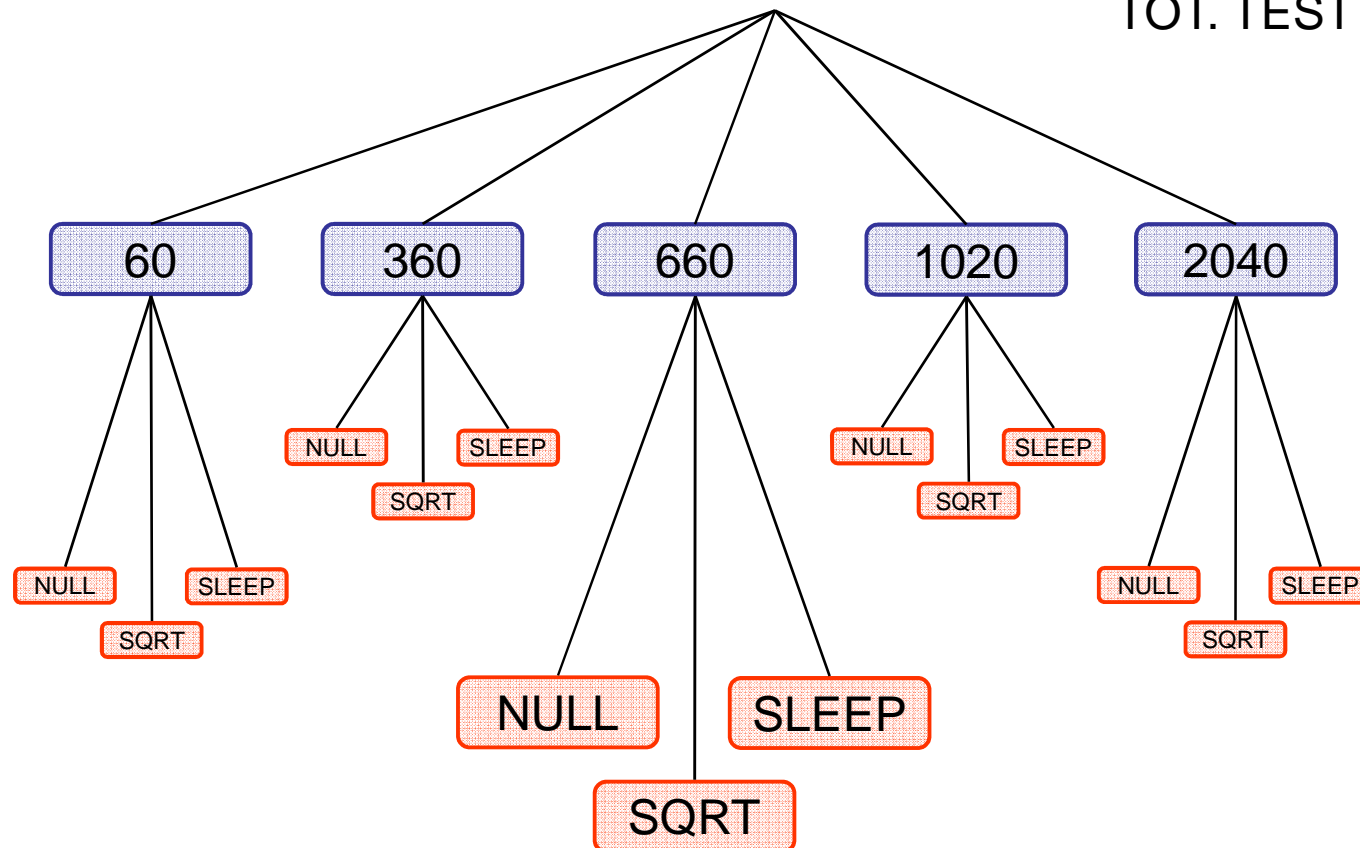 TOT. TEST
60 360 660 1020 2040
NULL SLEEP NULL SLEEP
SQRT SQRT
NULL SLEEP NULL SLEEP
SQRT SQRT
NULL SLEEP
SQRT